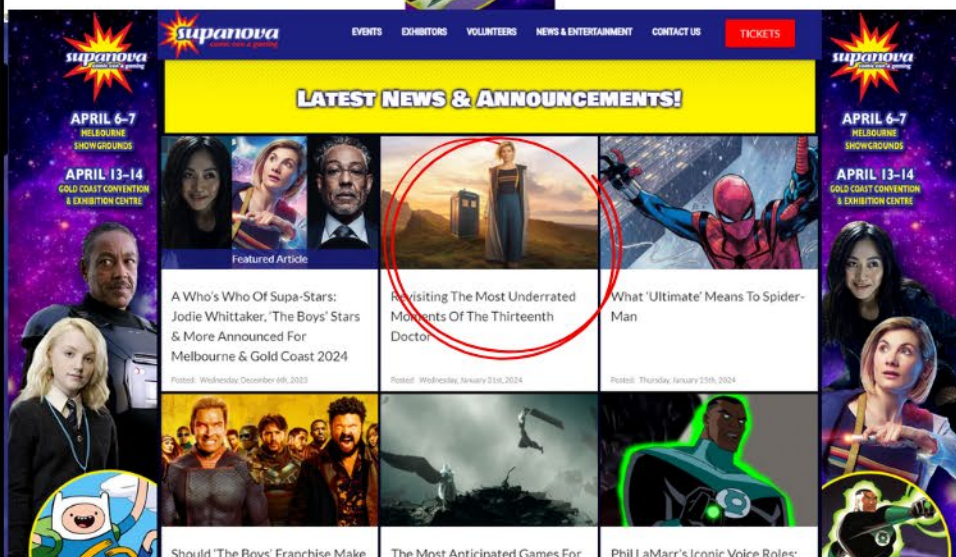 supanova
comic con & gaming
APRIL 6-7
MELBOURNE
SHOWGROUNDS
APRIL 13-14
GOLD COAST CONVENTION
& EXHIBITION CENTRE
supanova
comic con & gaming
EVENTS
EXHIBITORS
VOLUNTEERS
NEWS & ENTERTAINMENT
CONTACT US
TICKETS
LATEST NEWS & ANNOUNCEMENTS!
Featured Article
A Who's Who Of Supa-Stars:
Jodie Whittaker, 'The Boys' Stars
& More Announced For
Melbourne & Gold Coast 2024
Posted: Wednesday, December 6th, 2023
Revisiting The Most Underrated
Moments Of The Thirteenth
Doctor
Posted: Wednesday, January 31st, 2024
What 'Ultimate' Means To Spider-
Man
Posted: Thursday, January 25th, 2024
Should 'The Boys' Franchise Make
The Most Anticipated Games For
Phil LaMarr's Iconic Voice Roles:
supanova
comic con & gaming
APRIL 6-7
MELBOURNE
SHOWGROUNDS
APRIL 13-14
GOLD COAST CONVENTION
& EXHIBITION CENTRE